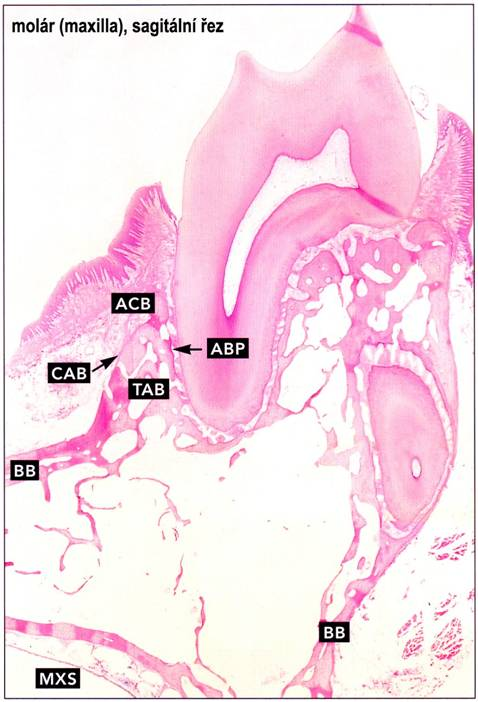 molár (maxilla), sagitální řez
ACB
ABP
CAB
TAB
BB
BB
MXS